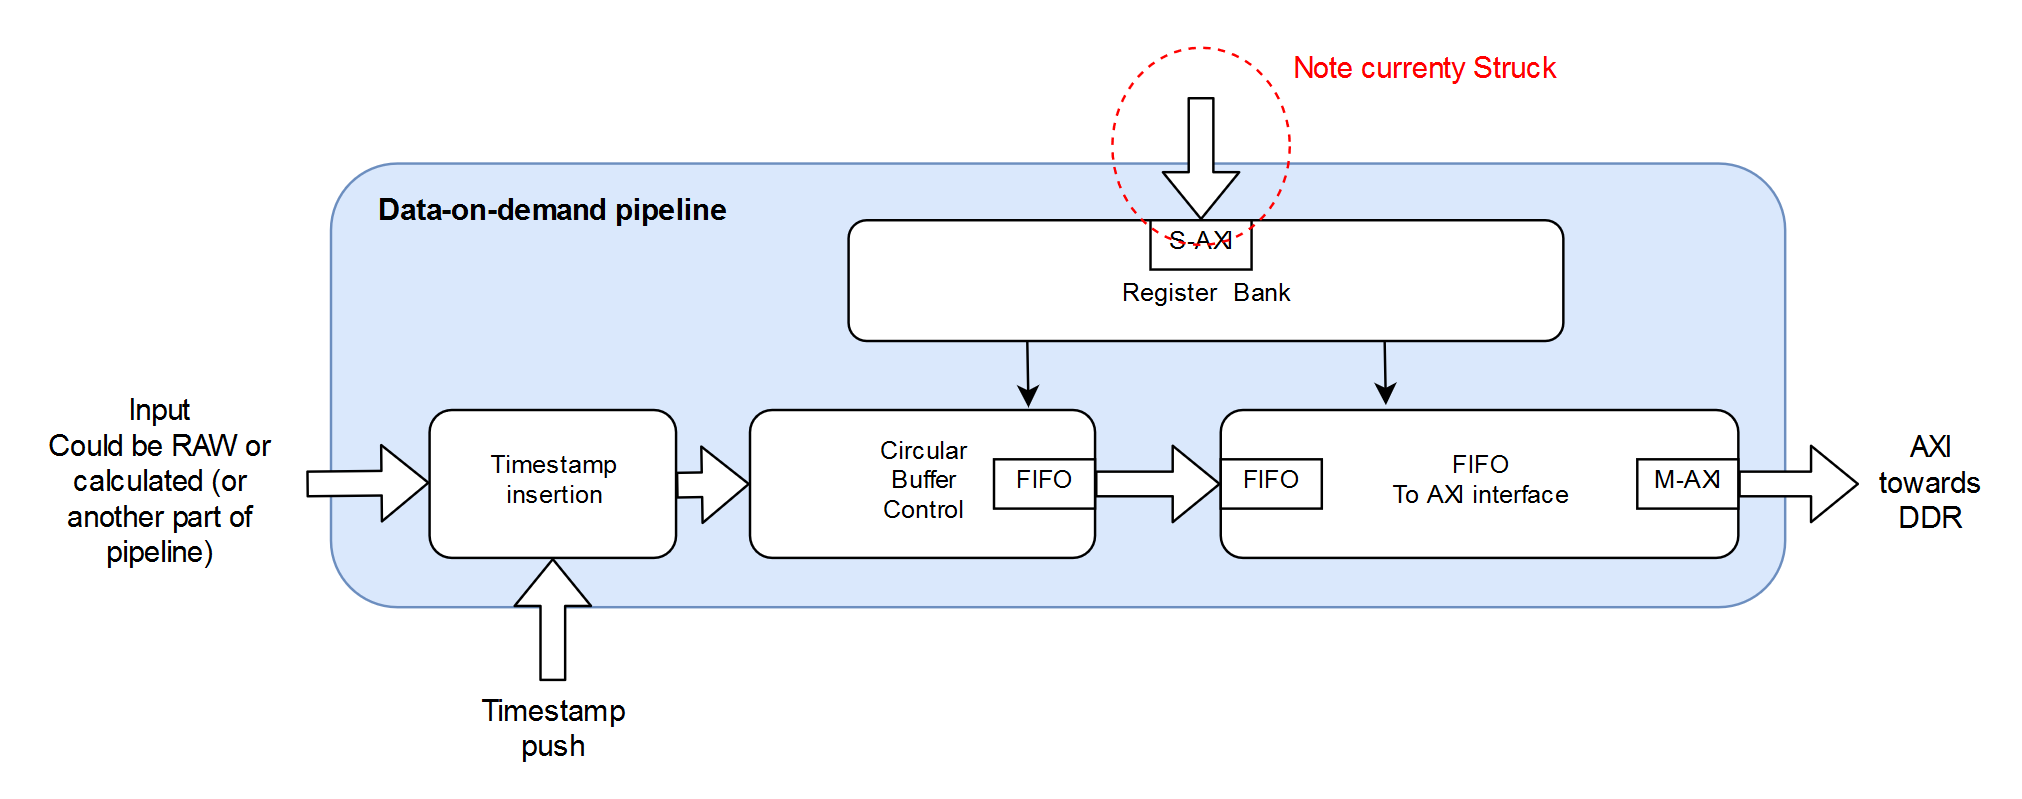 Note currenty Struck
Data-on-demand pipeline
S-AXI
Register Bank
Input
Could be RAW or
calculated (or
another part of
pipeline)
Timestamp
insertion
Circular
Buffer
Control
FIFO
FIFO
FIFO
To AXI interface
M-AXI
AXI
towards
DDR
Timestamp
push